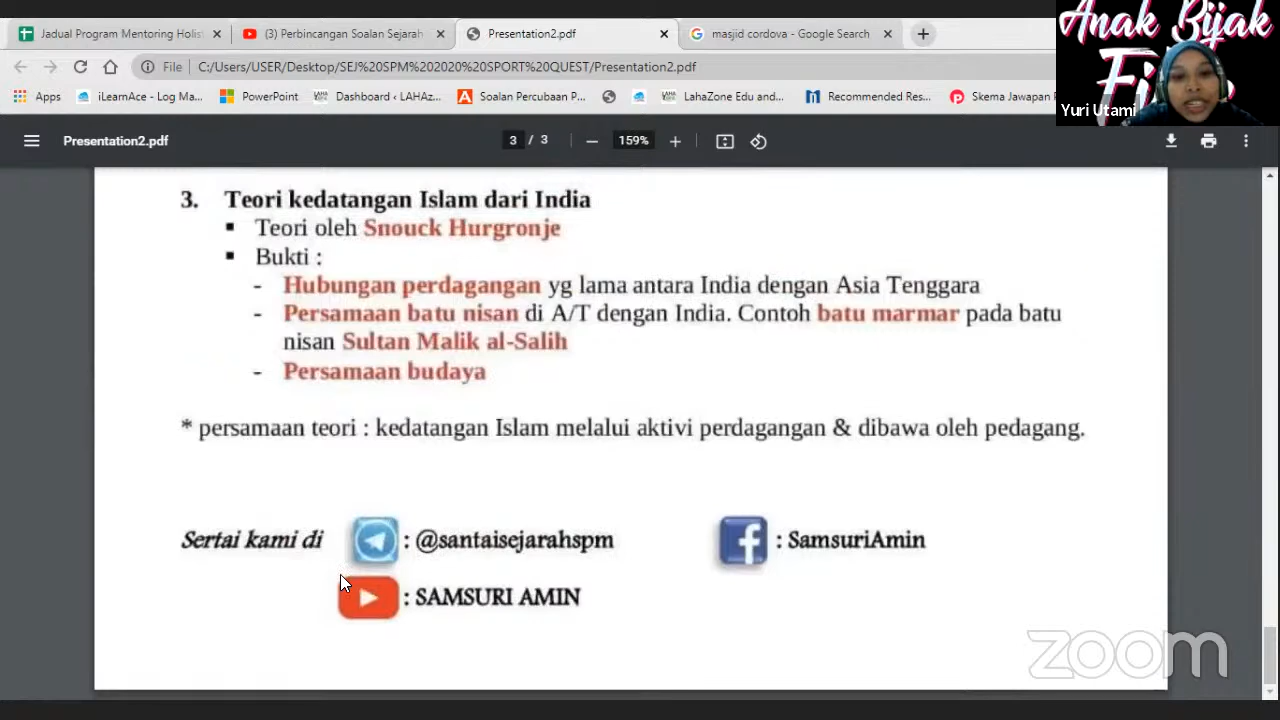 Jadual Program Mentoring Holis
(3) Perbincangan Soalan Sejarah
Presentation2.pdf
masjid cordova - Google Search
File
C:/Users/USER/Desktop/SEJ%20SPM%2020%20SPORT%20QUEST/Presentation2.pdf
Apps
iLearnAce - Log Ma...
PowerPoint
Dashboard ‹ LAHAz...
Soalan Percubaan P...
LahaZone Edu and...
Recommended Res...
Skema Jawapan
Anak Bijak
Yuri Utami
Presentation2.pdf
3 / 3
159%
3. Teori kedatangan Islam dari India
▪ Teori oleh Snouck Hurgronje
▪ Bukti :
- Hubungan perdagangan yg lama antara India dengan Asia Tenggara
- Persamaan batu nisan di A/T dengan India. Contoh batu marmar pada batu
nisan Sultan Malik al-Salih
- Persamaan budaya
* persamaan teori : kedatangan Islam melalui aktivi perdagangan & dibawa oleh pedagang.
Sertai kami di : @santaisejarahspm : SamsuriAmin
: SAMSURI AMIN
zoom